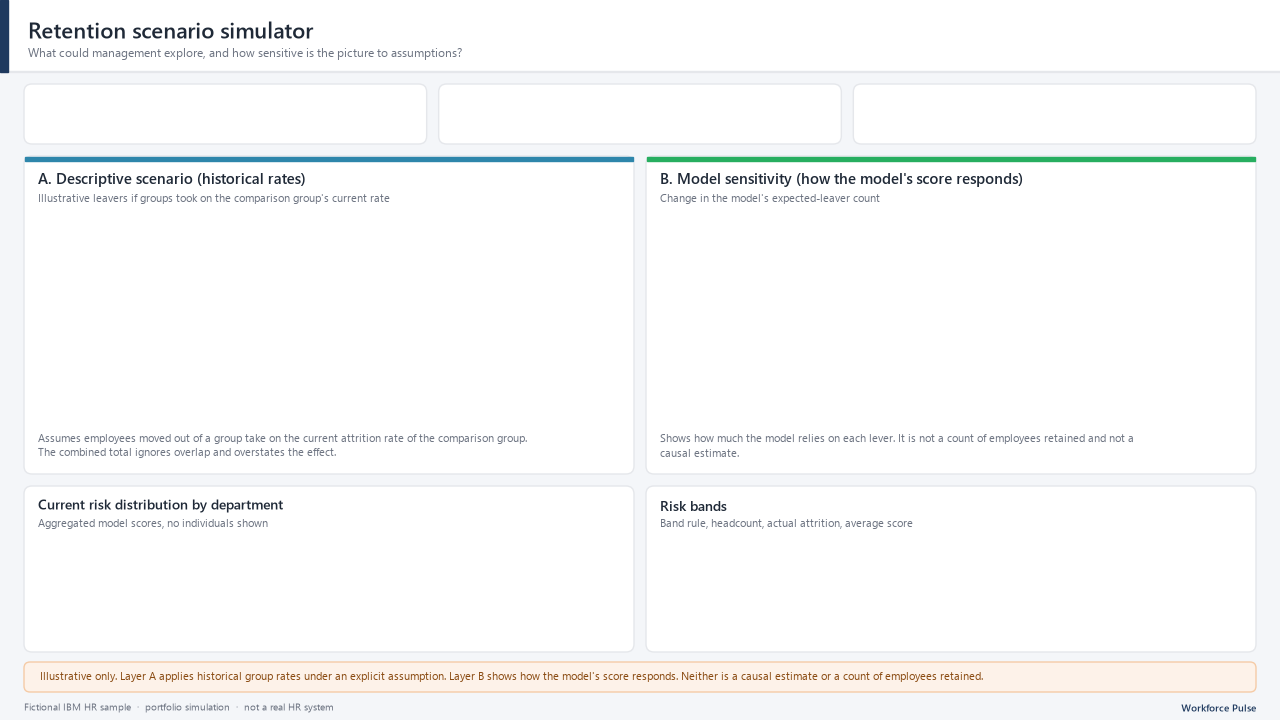 Retention scenario simulator
What could management explore, and how sensitive is the picture to assumptions?
A. Descriptive scenario (historical rates)
Illustrative leavers if groups took on the comparison group's current rate
Assumes employees moved out of a group take on the current attrition rate of the comparison group.
The combined total ignores overlap and overstates the effect.
B. Model sensitivity (how the model's score responds)
Change in the model's expected-leaver count
Shows how much the model relies on each lever. It is not a count of employees retained and not a
causal estimate.
Current risk distribution by department
Aggregated model scores, no individuals shown
Risk bands
Band rule, headcount, actual attrition, average score
Illustrative only. Layer A applies historical group rates under an explicit assumption. Layer B shows how the model's score responds. Neither is a causal estimate or a count of employees retained.
Fictional IBM HR sample · portfolio simulation · not a real HR system
Workforce Pulse